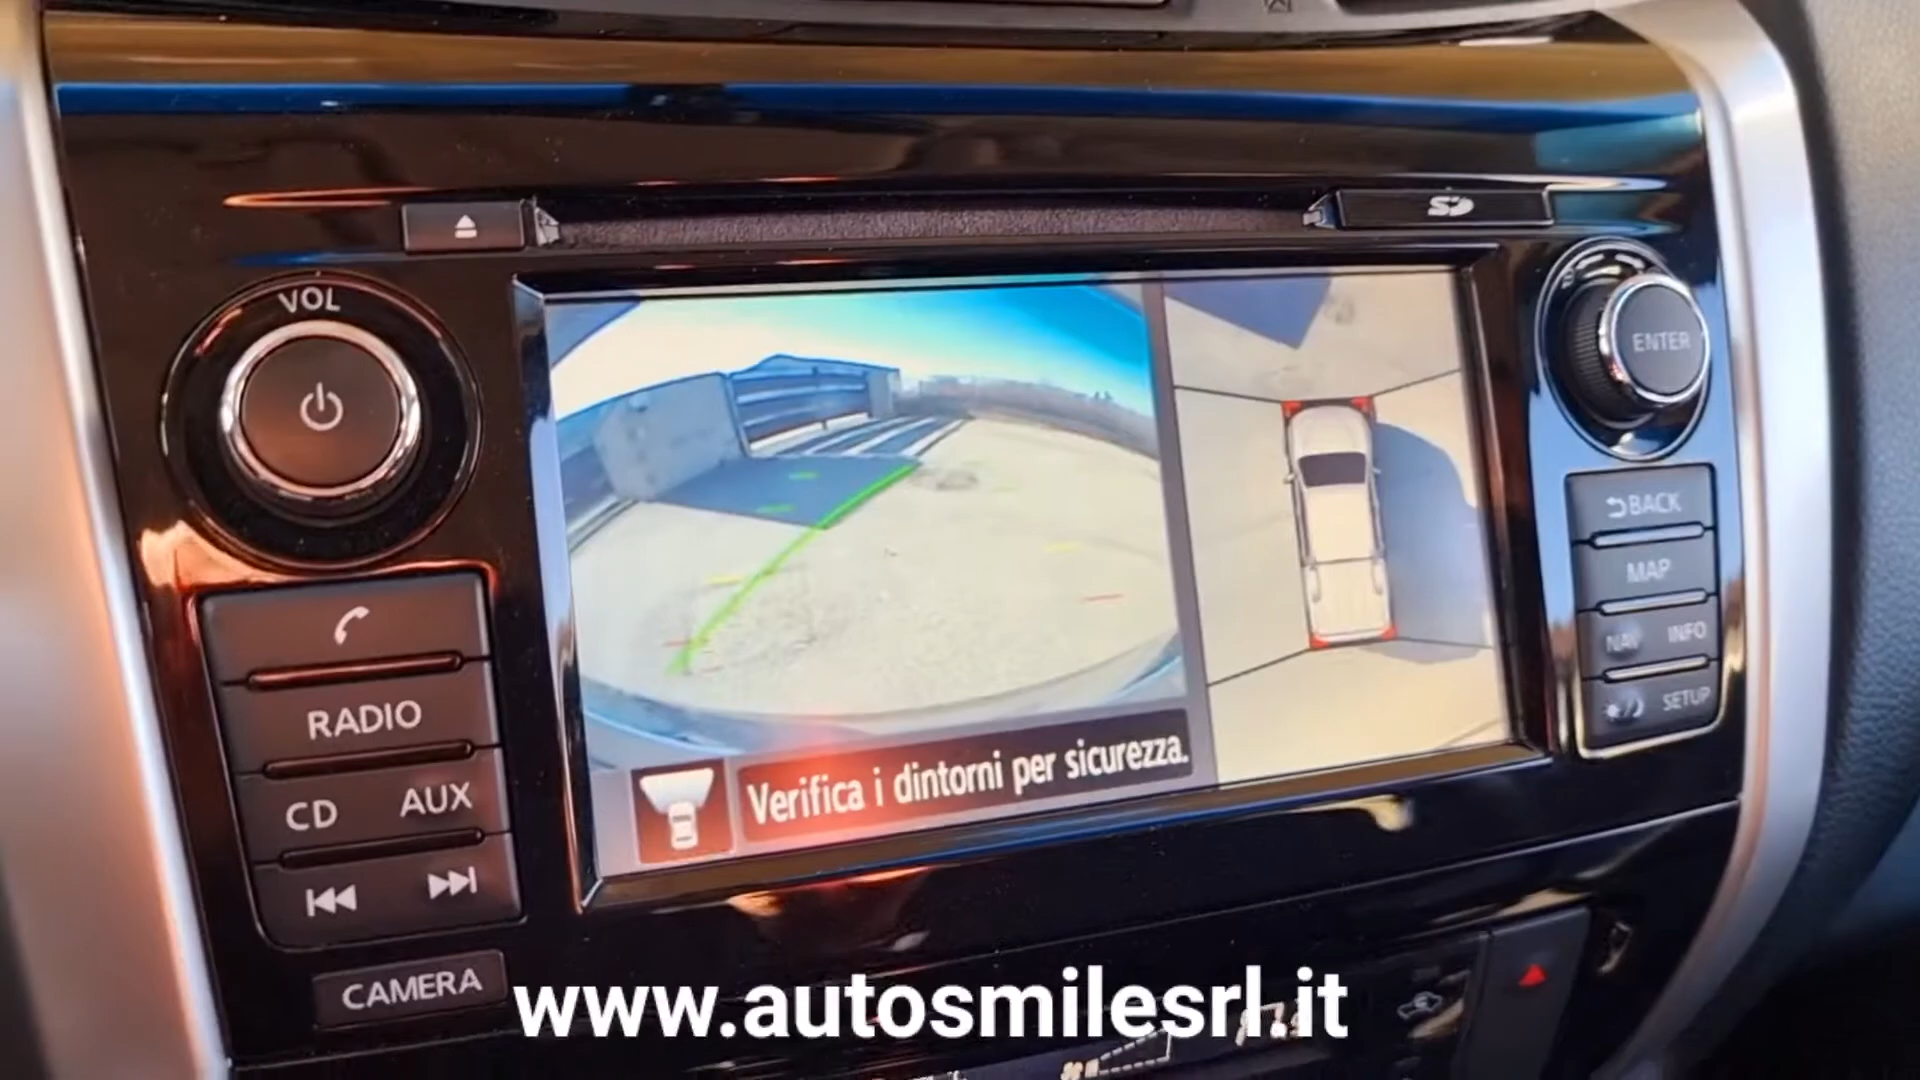 SD
VOL
ENTER
BACK
MAP
NAV INFO
SETUP
RADIO
CD AUX
CAMERA
Verifica i dintorni per sicurezza.
www.autosmilesrl.it